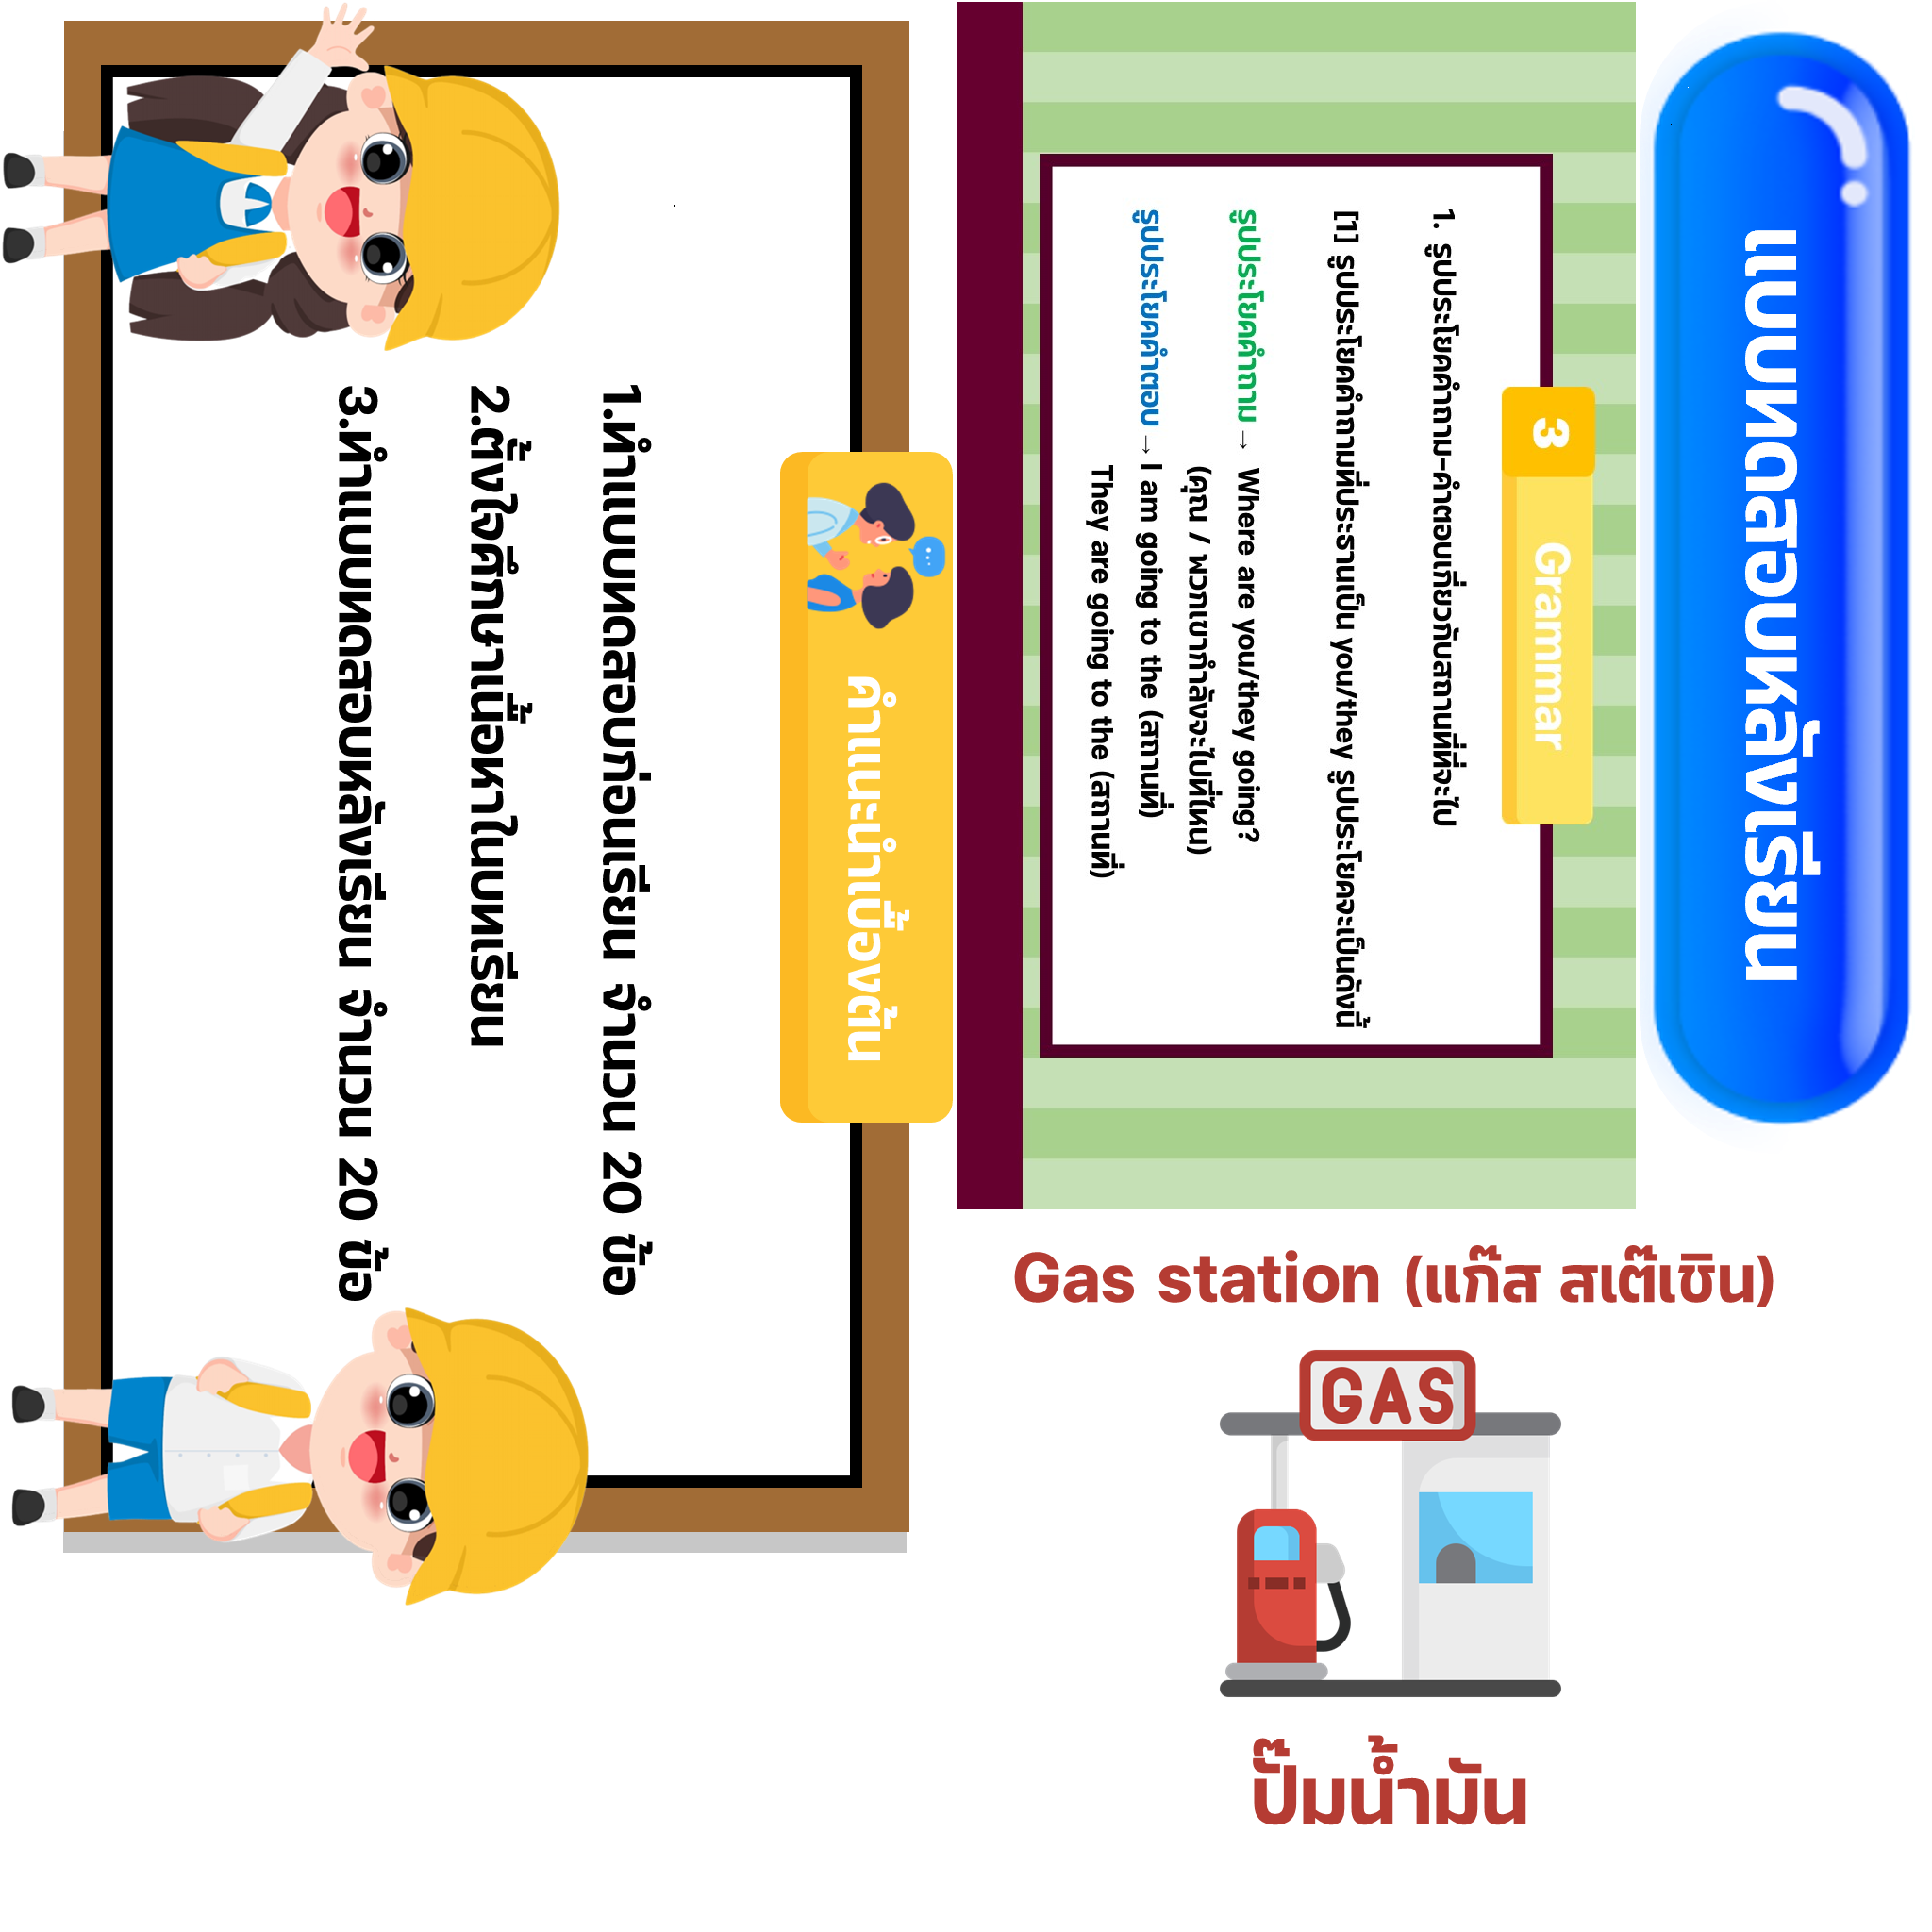 แบบทดสอบหลังเรียน
3 Grammar
1. รูปประโยคคำถาม-คำตอบเกี่ยวกับสถานที่ที่จะไป
[1] รูปประโยคคำถามที่ประธานเป็น you/they รูปประโยคจะเป็นดังนี้
รูปประโยคคำถาม → Where are you/they going?
(คุณ / พวกเขากำลังจะไปที่ไหน)
รูปประโยคคำตอบ → I am going to the (สถานที่)
They are going to the (สถานที่)
คำแนะนำเบื้องต้น
1.ทำแบบทดสอบก่อนเรียน จำนวน 20 ข้อ
2.ตั้งใจศึกษาเนื้อหาในบทเรียน
3.ทำแบบทดสอบหลังเรียน จำนวน 20 ข้อ
Gas station (แก๊ส สเต๊เชิน)
GAS
ปั๊มน้ำมัน